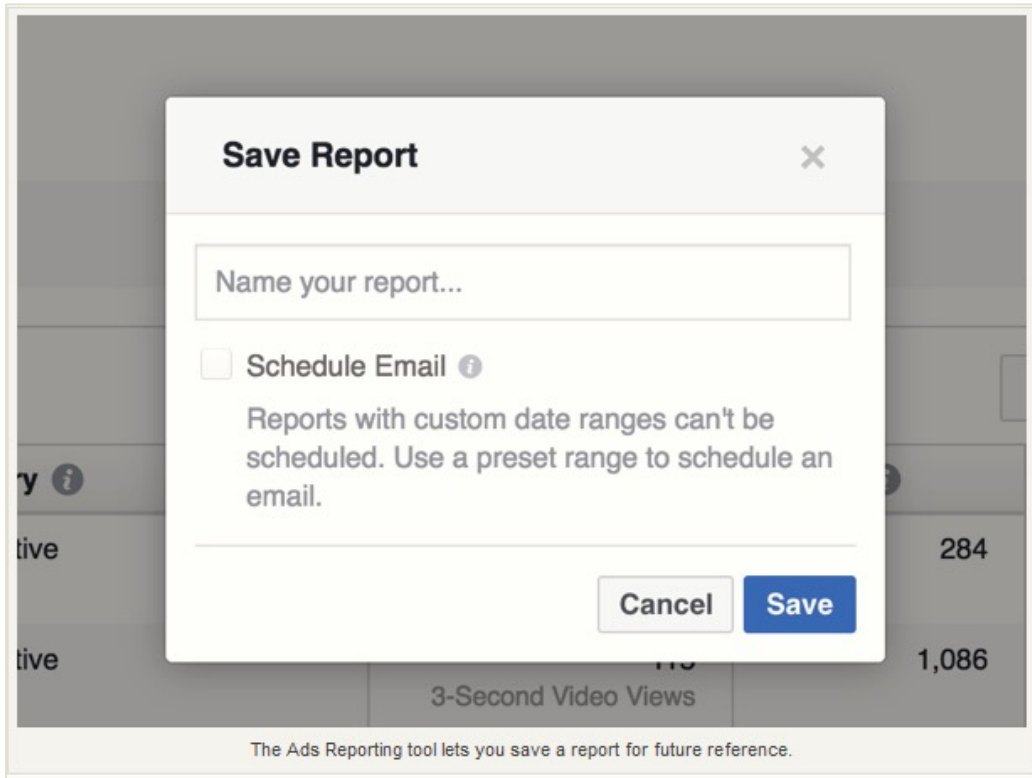 Save Report
×
Name your report...
Schedule Email
Reports with custom date ranges can't be
scheduled. Use a preset range to schedule an
email.
ry
tive
284
Cancel
Save
tive
1,086
3-Second Video Views
The Ads Reporting tool lets you save a report for future reference.